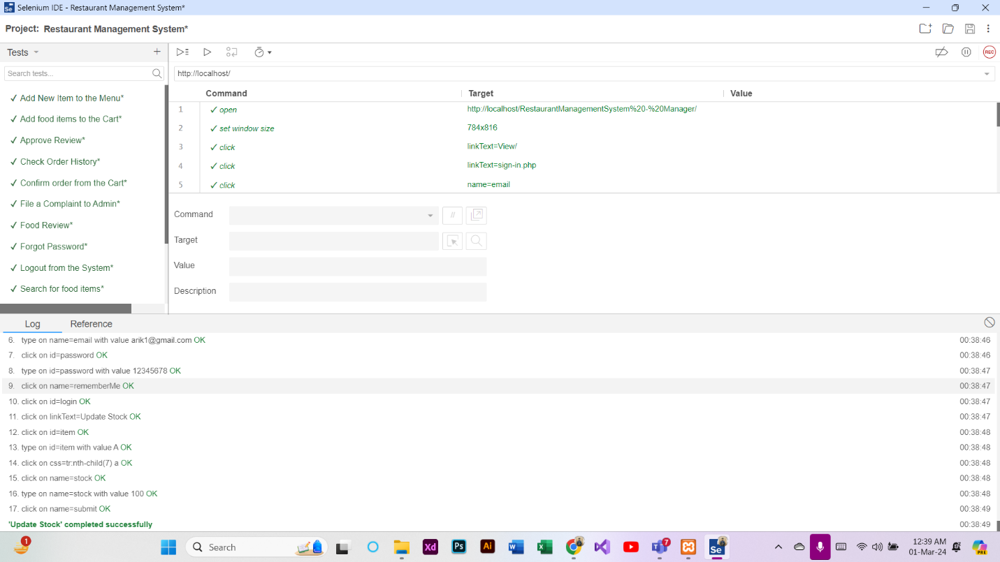 Selenium IDE - Restaurant Management System*
Project: Restaurant Management System*
Tests
Search tests...
✓ Add New Item to the Menu*
✓ Add food items to the Cart*
✓ Approve Review*
✓ Check Order History*
✓ Confirm order from the Cart*
✓ File a Complaint to Admin*
✓ Food Review*
✓ Forgot Password*
✓ Logout from the System*
✓ Search for food items*
REC
http://localhost/
Command Target Value
1 ✓ open http://localhost/RestaurantManagementSystem%20-%20Manager/
2 ✓ set window size 784x816
3 ✓ click linkText=View/
4 ✓ click linkText=sign-in.php
5 ✓ click name=email
Command //
Target
Value
Description
Log Reference
6. type on name=email with value arik1@gmail.com OK 00:38:46
7. click on id=password OK 00:38:46
8. type on id=password with value 12345678 OK 00:38:47
9. click on name=rememberMe OK 00:38:47
10. click on id=login OK 00:38:47
11. click on linkText=Update Stock OK 00:38:47
12. click on id=item OK 00:38:48
13. type on id=item with value A OK 00:38:48
14. click on css=tr:nth-child(7) a OK 00:38:48
15. click on name=stock OK 00:38:48
16. type on name=stock with value 100 OK 00:38:48
17. click on name=submit OK 00:38:49
'Update Stock' completed successfully 00:38:49
1
Search
Xd
Ps
Ai
7
Se
12:39 AM
01-Mar-24
PRE